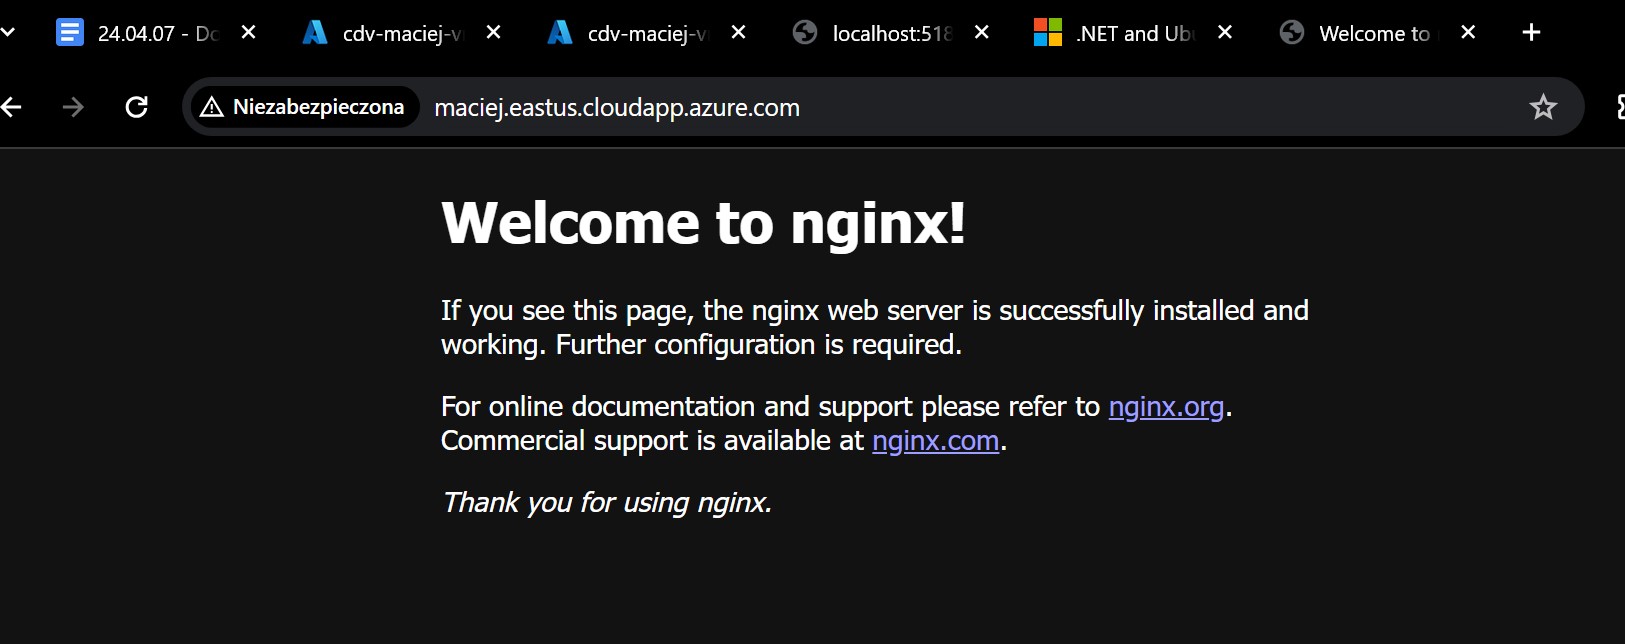 24.04.07 - Do
cdv-maciej-v
cdv-maciej-v
localhost:518
.NET and Ubu
Welcome to
Niezabezpieczona
maciej.eastus.cloudapp.azure.com
Welcome to nginx!
If you see this page, the nginx web server is successfully installed and
working. Further configuration is required.
For online documentation and support please refer to nginx.org.
Commercial support is available at nginx.com.
Thank you for using nginx.